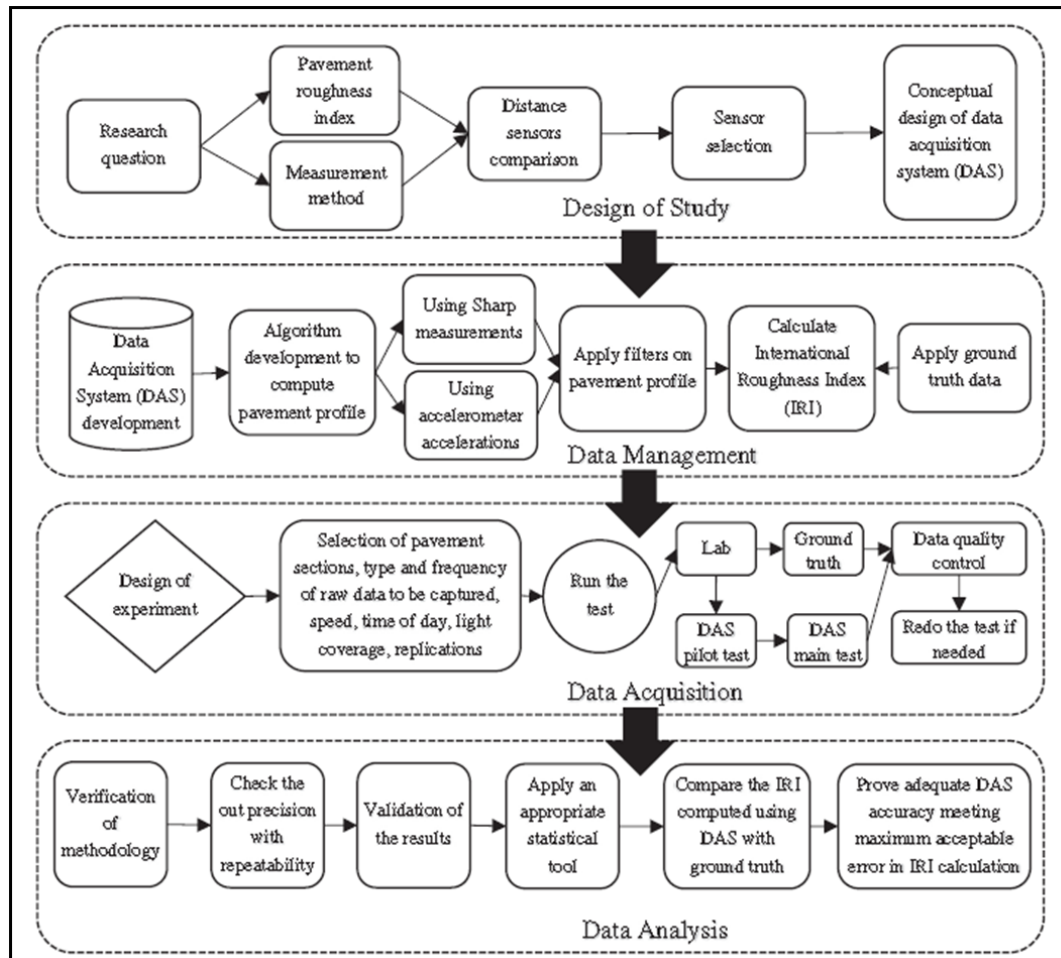 Research
question
Pavement
roughness
index
Measurement
method
Distance
sensors
comparison
Sensor
selection
Conceptual
design of data
acquisition
system (DAS)
Design of Study
Data
Acquisition
System (DAS)
development
Algorithm
development to
compute
pavement profile
Using Sharp
measurements
Using
accelerometer
accelerations
Apply filters on
pavement profile
Calculate
International
Roughness Index
(IRI)
Apply ground
truth data
Data Management
Design of
experiment
Selection of pavement
sections, type and frequency
of raw data to be captured,
speed, time of day, light
coverage, replications
Run the
test
Lab
Ground
truth
Data quality
control
DAS
pilot test
DAS
main test
Redo the test if
needed
Data Acquisition
Verification
of
methodology
Check the
out precision
with
repeatability
Validation of
the results
Apply an
appropriate
statistical
tool
Compare the IRI
computed using
DAS with
ground truth
Prove adequate DAS
accuracy meeting
maximum acceptable
error in IRI calculation
Data Analysis